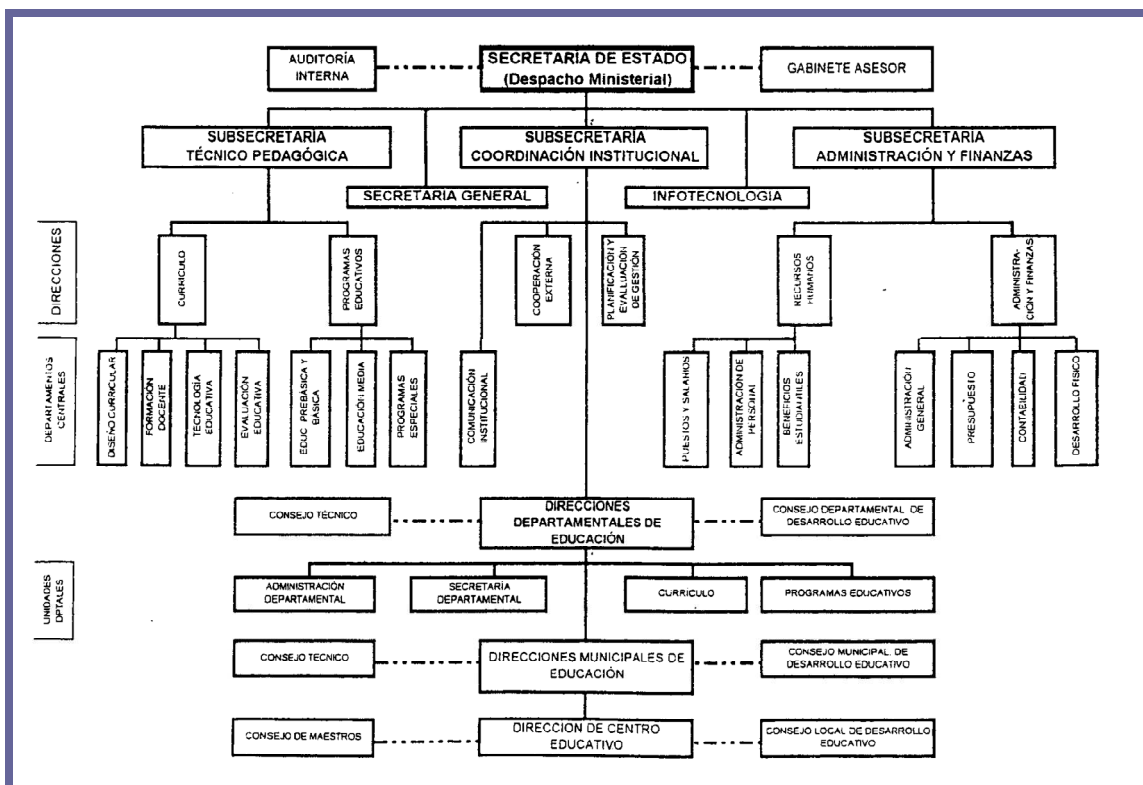 AUDITORÍA
INTERNA
SECRETARÍA DE ESTADO
(Despacho Ministerial)
GABINETE ASESOR
SUBSECRETARÍA
TÉCNICO PEDAGÓGICA
SUBSECRETARÍA
COORDINACIÓN INSTITUCIONAL
SUBSECRETARÍA
ADMINISTRACIÓN Y FINANZAS
SECRETARÍA GENERAL
INFOTECNOLOGIA
DIRECCIONES
CURRICULO
PROGRAMAS
EDUCATIVOS
COOPERACIÓN
EXTERNA
PLANIFICACIÓN Y
EVALLUACIÓN
DE GESTIÓN
RECURSOS
HUMANOS
ADMINISTRA-
CIÓN Y FINANZAS
DEPARTAMENTOS
CENTRALES
DISEÑO CURRICULAR
FORMACIÓN
DOCENTE
TECNOLOGÍA
EDUCATIVA
EVALUACIÓN
EDUCATIVA
EDUC PREBASICA Y
BASICA
EDUCACIÓN MEDIA
PROGRAMAS
ESPECIALES
COMUNICACIÓN
INSTITUCIONAL
PUESTOS Y SALARIOS
ADMINISTRACIÓN DE
PERSONAL
BENEFICIOS
ESTUDIANTILES
ADMINISTRACIÓN
GENERAL
PRESUPUESTO
CONTABILIDAD
DESARROLLO FÍSICO
CONSEJO TÉCNICO
DIRECCIONES
DEPARTAMENTALES DE
EDUCACIÓN
CONSEJO DEPARTAMENTAL DE
DESARROLLO EDUCATIVO
UNIDADES
DPTALES
ADMINISTRACIÓN
DEPARTAMENTAL
SECRETARÍA
DEPARTAMENTAL
CURRICULO
PROGRAMAS EDUCATIVOS
CONSEJO TECNICO
DIRECCIONES MUNICIPALES DE
EDUCACIÓN
CONSEJO MUNICIPAL DE
DESARROLLO EDUCATIVO
CONSEJO DE MAESTROS
DIRECCION DE CENTRO
EDUCATIVO
CONSEJO LOCAL DE DESARROLLO
EDUCATIVO